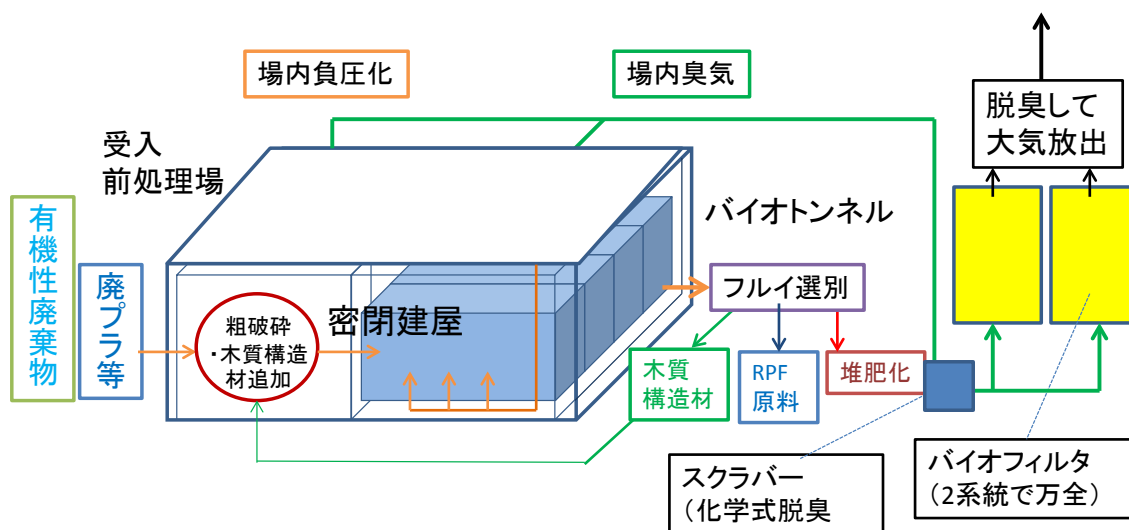 場内負圧化
場内臭気
脱臭して
大気放出
受入
前処理場
有機性廃棄物
廃プラ等
粗破砕
・木質構造
材追加
密閉建屋
バイオトンネル
フルイ選別
木質
構造材
RPF
原料
堆肥化
スクラバー
（化学式脱臭
バイオフィルタ
（2系統で万全）